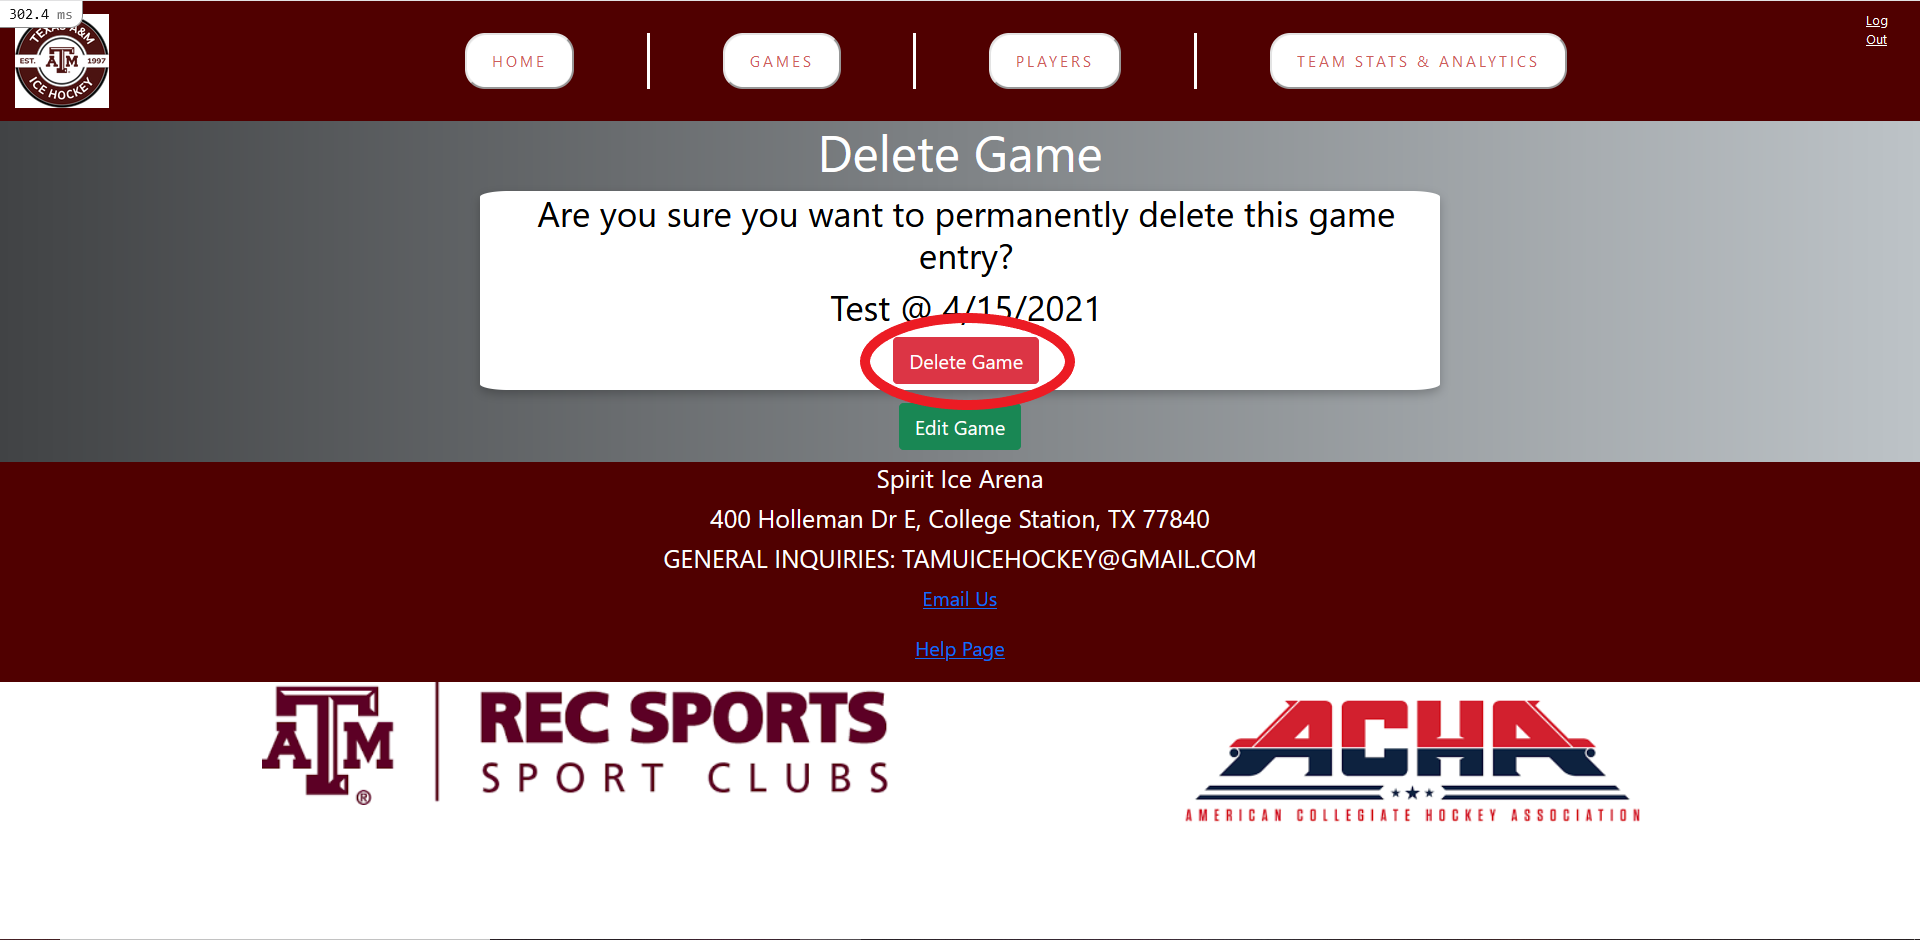 302.4 ms
TEXAS A&M
EST. ATM 1997
ICE HOCKEY
HOME
GAMES
PLAYERS
TEAM STATS & ANALYTICS
Log
Out
Delete Game
Are you sure you want to permanently delete this game
entry?
Test @ 4/15/2021
Delete Game
Edit Game
Spirit Ice Arena
400 Holleman Dr E, College Station, TX 77840
GENERAL INQUIRIES: TAMUICEHOCKEY@GMAIL.COM
Email Us
Help Page
ATM ®
REC SPORTS
SPORT CLUBS
ACHA
AMERICAN COLLEGIATE HOCKEY ASSOCIATION